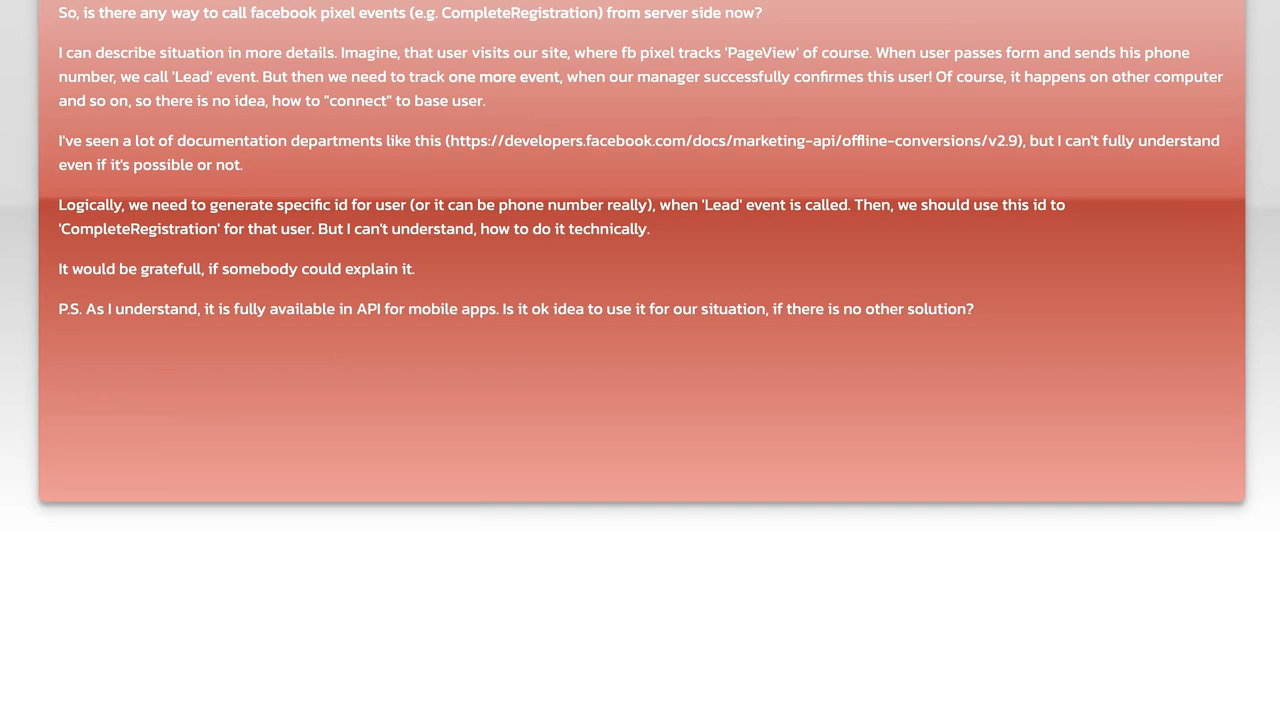 So, is there any way to call facebook pixel events (e.g. CompleteRegistration) from server side now?
I can describe situation in more details. Imagine, that user visits our site, where fb pixel tracks 'PageView' of course. When user passes form and sends his phone
number, we call 'Lead' event. But then we need to track one more event, when our manager successfully confirmes this user! Of course, it happens on other computer
and so on, so there is no idea, how to "connect" to base user.
I've seen a lot of documentation departments like this (https://developers.facebook.com/docs/marketing-api/offline-conversions/v2.9), but I can't fully understand
even if it's possible or not.
Logically, we need to generate specific id for user (or it can be phone number really), when 'Lead' event is called. Then, we should use this id to
'CompleteRegistration' for that user. But I can't understand, how to do it technically.
It would be gratefull, if somebody could explain it.
P.S. As I understand, it is fully available in API for mobile apps. Is it ok idea to use it for our situation, if there is no other solution?